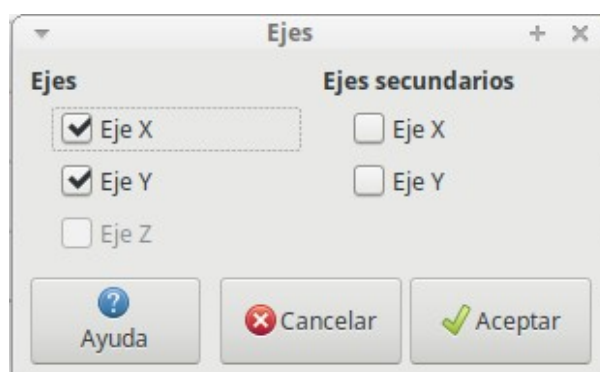 Ejes
Ejes
Ejes secundarios
Eje X
Eje X
Eje Y
Eje Y
Eje Z
Ayuda
Cancelar
Aceptar